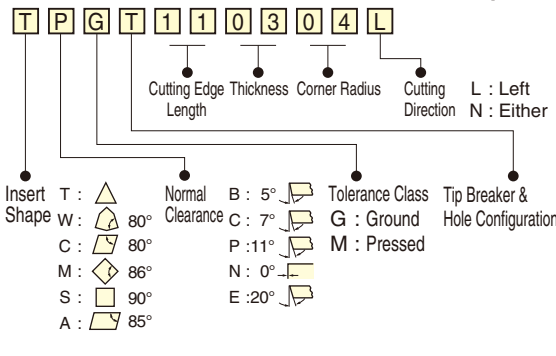 T P G T 1 1 0 3 0 4 L
Cutting Edge Length
Thickness
Corner Radius
Cutting Direction
L : Left
N : Either
Insert Shape
T :
W : 80°
C : 80°
M : 86°
S : 90°
A : 85°
Normal Clearance
B : 5°
C : 7°
P :11°
N : 0°
E :20°
Tolerance Class
G : Ground
M : Pressed
Tip Breaker &
Hole Configuration